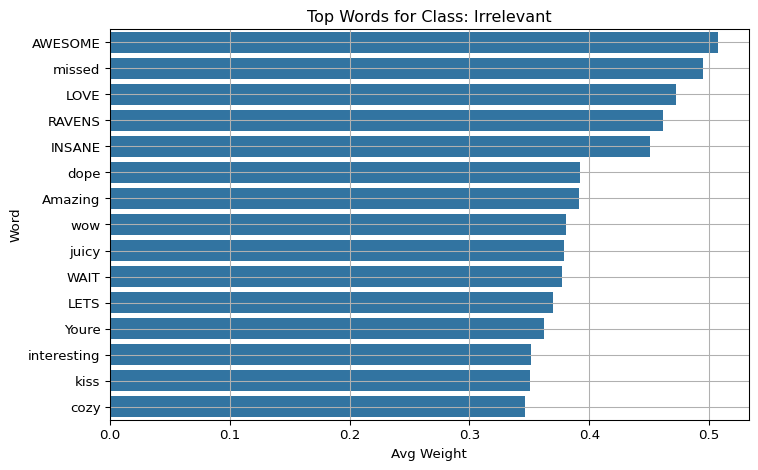 Top Words for Class: Irrelevant
AWESOME
missed
LOVE
RAVENS
INSANE
dope
Amazing
wow
juicy
WAIT
LETS
Youre
interesting
kiss
cozy
Word
0.0 0.1 0.2 0.3 0.4 0.5
Avg Weight